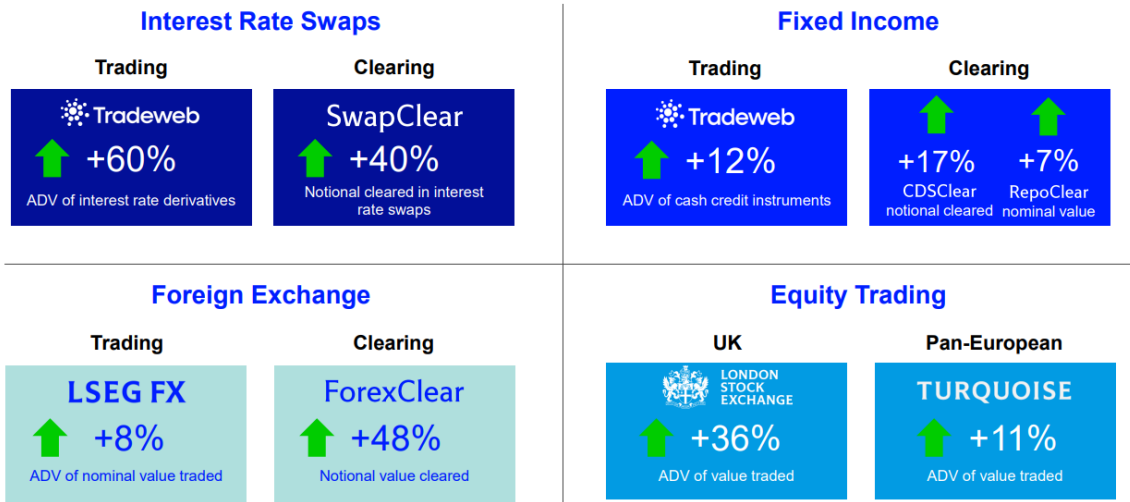 Interest Rate Swaps
Trading
Clearing
Tradeweb
+60%
ADV of interest rate derivatives
SwapClear
+40%
Notional cleared in interest
rate swaps
Fixed Income
Trading
Clearing
Tradeweb
+12%
ADV of cash credit instruments
+17%
CDSClear
notional cleared
+7%
RepoClear
nominal value
Foreign Exchange
Trading
Clearing
LSEG FX
+8%
ADV of nominal value traded
ForexClear
+48%
Notional value cleared
Equity Trading
UK
Pan-European
LONDON
STOCK
EXCHANGE
+36%
ADV of value traded
TURQUOISE
+11%
ADV of value traded